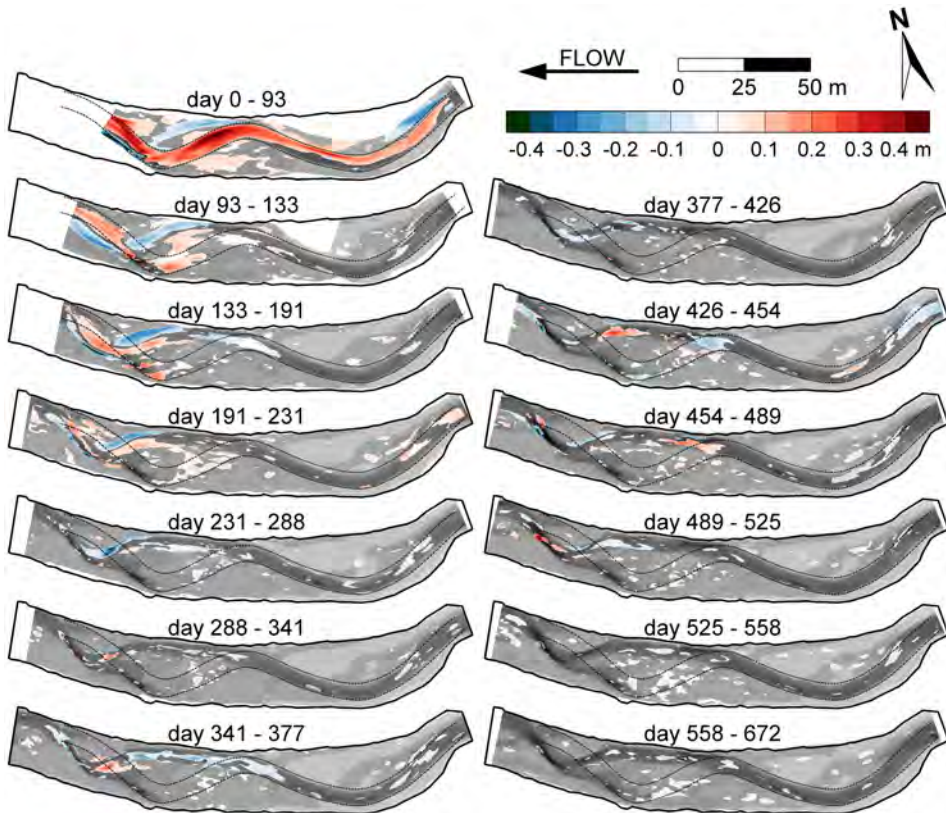 N
FLOW
0 25 50 m
-0.4 -0.3 -0.2 -0.1 0 0.1 0.2 0.3 0.4 m
day 0 - 93
day 93 - 133
day 133 - 191
day 191 - 231
day 231 - 288
day 288 - 341
day 341 - 377
day 377 - 426
day 426 - 454
day 454 - 489
day 489 - 525
day 525 - 558
day 558 - 672